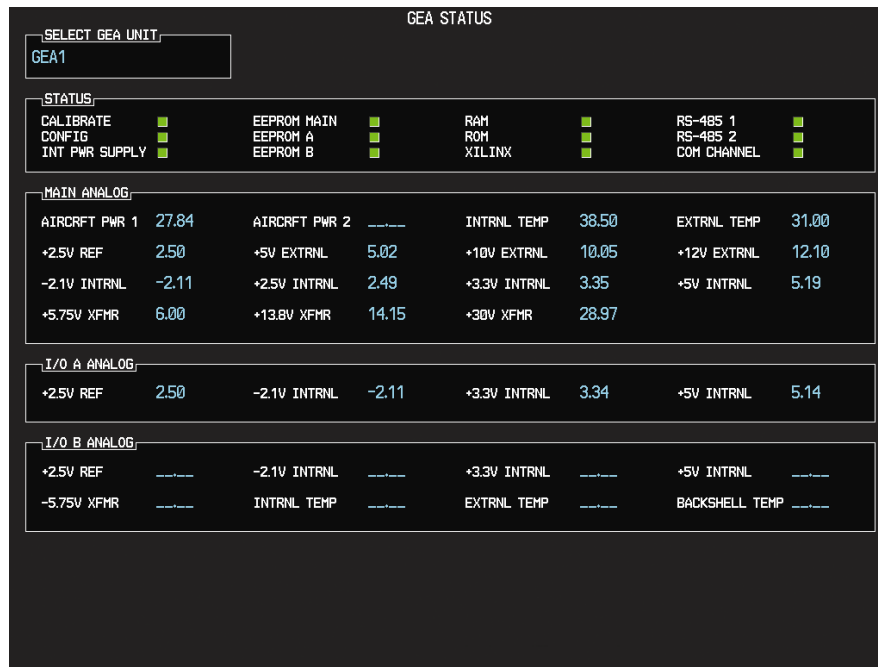 GEA STATUS
SELECT GEA UNIT
GEA1
STATUS
CALIBRATE EEPROM MAIN RAM RS-485 1
CONFIG EEPROM A ROM RS-485 2
INT PWR SUPPLY EEPROM B XILINX COM CHANNEL
MAIN ANALOG
AIRCRFT PWR 1 27.84 AIRCRFT PWR 2 __.__ INTRNL TEMP 38.50 EXTRNL TEMP 31.00
+2.5V REF 2.50 +5V EXTRNL 5.02 +10V EXTRNL 10.05 +12V EXTRNL 12.10
-2.1V INTRNL -2.11 +2.5V INTRNL 2.49 +3.3V INTRNL 3.35 +5V INTRNL 5.19
+5.75V XFMR 6.00 +13.8V XFMR 14.15 +30V XFMR 28.97
I/O A ANALOG
+2.5V REF 2.50 -2.1V INTRNL -2.11 +3.3V INTRNL 3.34 +5V INTRNL 5.14
I/O B ANALOG
+2.5V REF __.__ -2.1V INTRNL __.__ +3.3V INTRNL __.__ +5V INTRNL __.__
-5.75V XFMR __.__ INTRNL TEMP __.__ EXTRNL TEMP __.__ BACKSHELL TEMP __.__